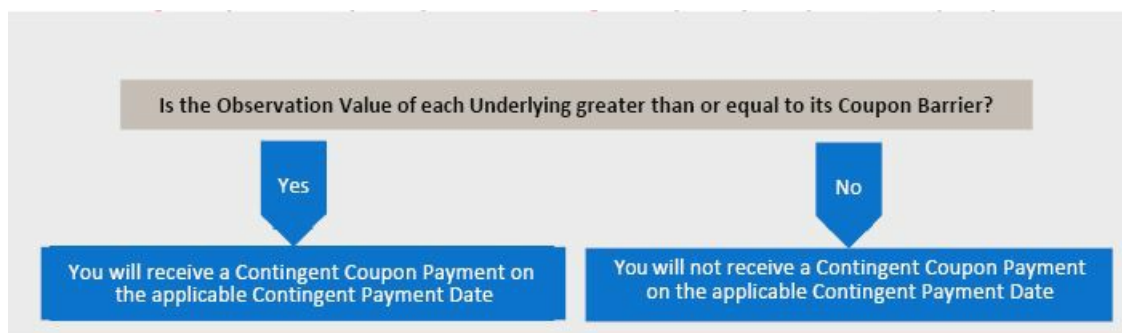 Is the Observation Value of each Underlying greater than or equal to its Coupon Barrier?
Yes
No
You will receive a Contingent Coupon Payment on
the applicable Contingent Payment Date
You will not receive a Contingent Coupon Payment
on the applicable Contingent Payment Date